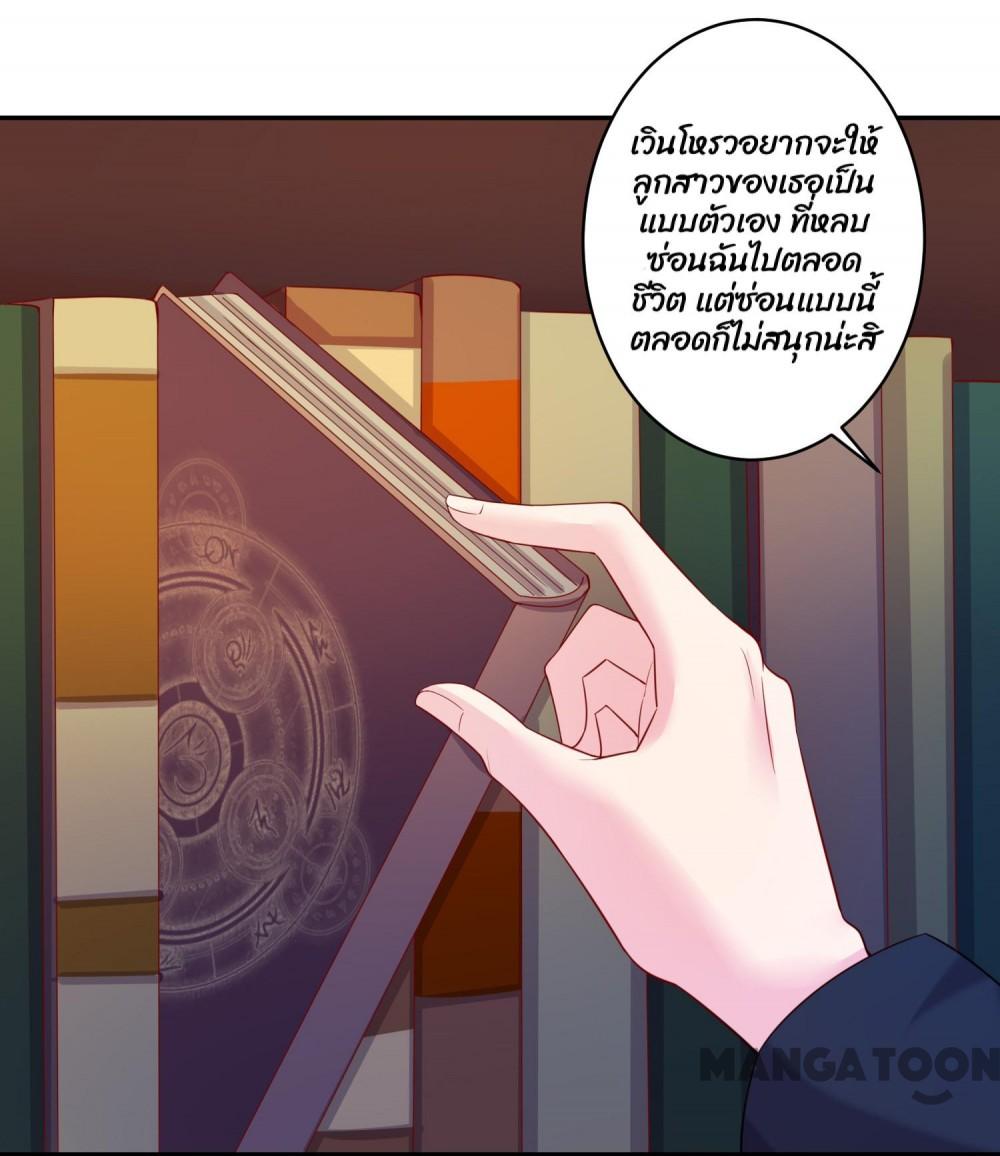 เวินโหรวอยากจะให้
ลูกสาวของเธอเป็น
แบบตัวเอง ที่หลบ
ซ่อนฉันไปตลอด
ชีวิต แต่ซ่อนแบบนี้
ตลอดก็ไม่สนุกน่ะสิ
MANGATOON